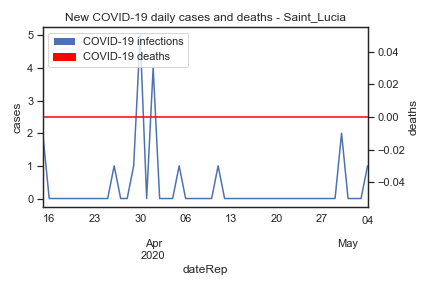 New COVID-19 daily cases and deaths - Saint_Lucia
COVID-19 infections
COVID-19 deaths
cases
5
4
3
2
1
0
deaths
0.04
0.02
0.00
−0.02
−0.04
16 23 30 06 13 20 27 04
Apr May
2020
dateRep